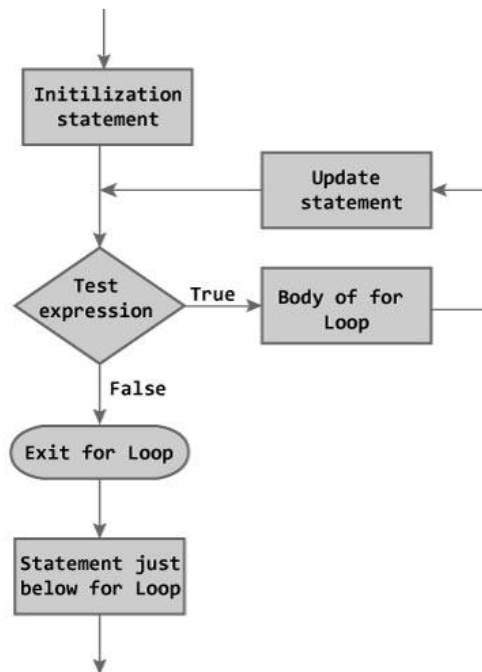 Initilization
statement
Update
statement
Test
expression
True
Body of for
Loop
False
Exit for Loop
Statement just
below for Loop